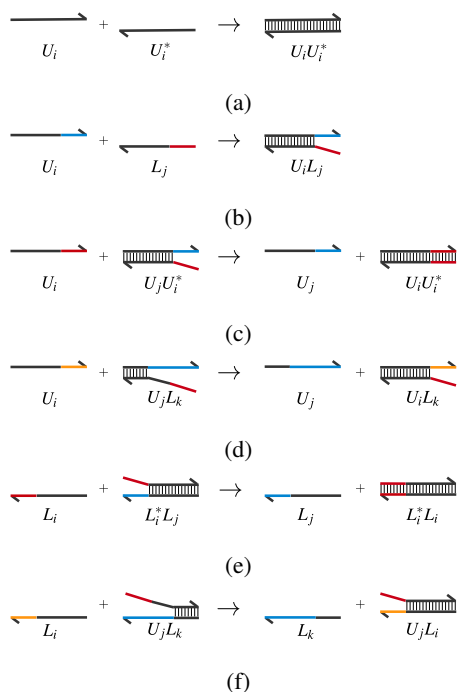 + →
U_i U_i^* U_iU_i^*
(a)
+ →
U_i L_j U_iL_j
(b)
+ →
U_i U_jU_i^* U_j U_iU_i^*
(c)
+ → +
U_i U_jL_k U_j U_iL_k
(d)
+ → +
L_i L_i^*L_j L_j L_i^*L_i
(e)
+ → +
L_i U_jL_k L_k U_jL_i
(f)